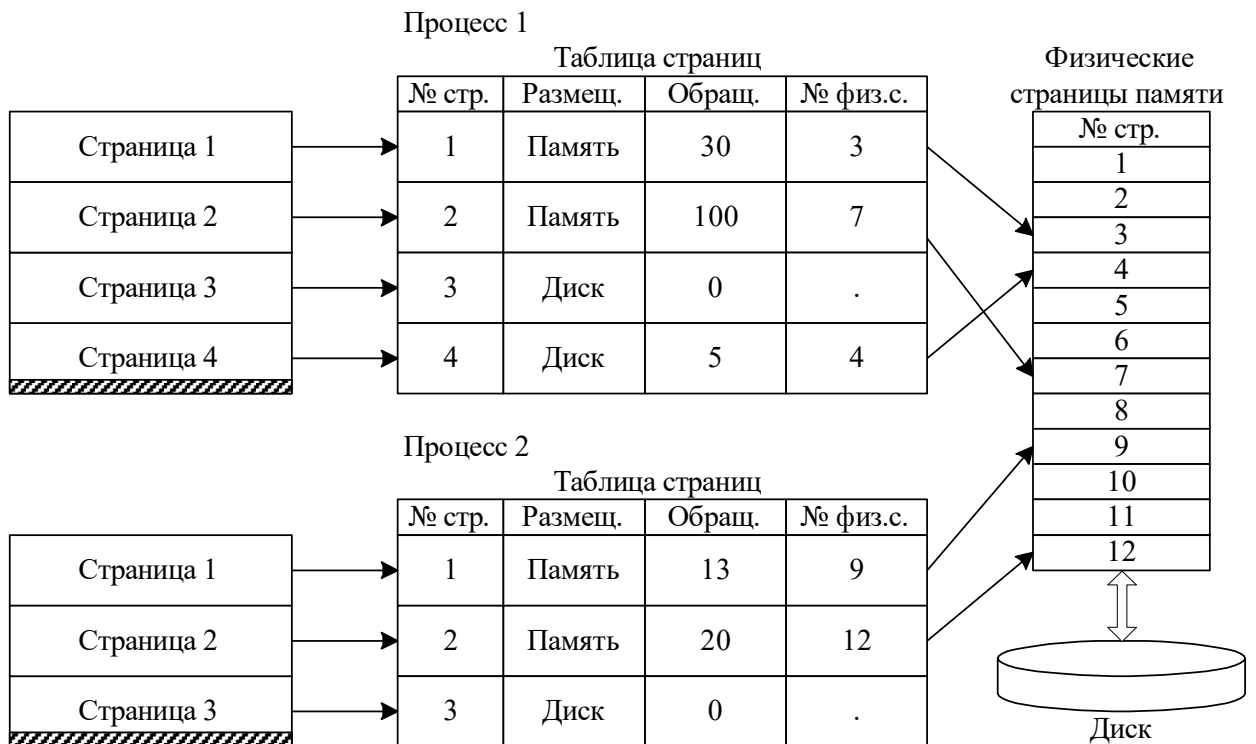 Процесс 1
Таблица страниц
№ стр. Размещ. Обращ. № физ.с.
Страница 1 1 Память 30 3
Страница 2 2 Память 100 7
Страница 3 3 Диск 0 .
Страница 4 4 Диск 5 4
Процесс 2
Таблица страниц
№ стр. Размещ. Обращ. № физ.с.
Страница 1 1 Память 13 9
Страница 2 2 Память 20 12
Страница 3 3 Диск 0 .
Физические
страницы памяти
№ стр.
1
2
3
4
5
6
7
8
9
10
11
12
Диск